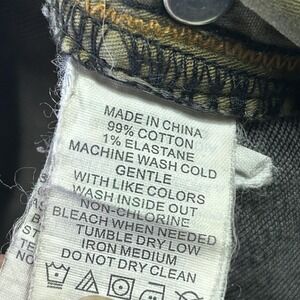 MADE IN CHINA
99% COTTON
1% ELASTANE
MACHINE WASH COLD
GENTLE
WITH LIKE COLORS
WASH INSIDE OUT
NON-CHLORINE
BLEACH WHEN NEEDED
TUMBLE DRY LOW
IRON MEDIUM
DO NOT DRY CLEAN